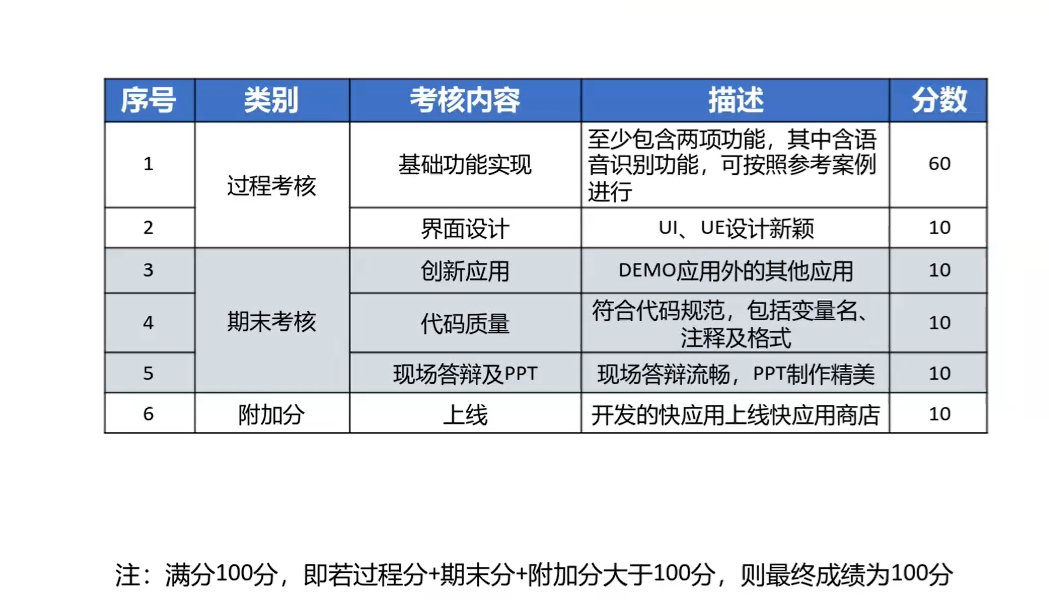 序号 类别 考核内容 描述 分数
1 过程考核 基础功能实现 至少包含两项功能，其中含语
音识别功能，可按照参考案例
进行 60
2 界面设计 UI、UE设计新颖 10
3 期末考核 创新应用 DEMO应用外的其他应用 10
4 代码质量 符合代码规范，包括变量名、
注释及格式 10
5 现场答辩及PPT 现场答辩流畅，PPT制作精美 10
6 附加分 上线 开发的快应用上线快应用商店 10
注：满分100分，即若过程分+期末分+附加分大于100分，则最终成绩为100分